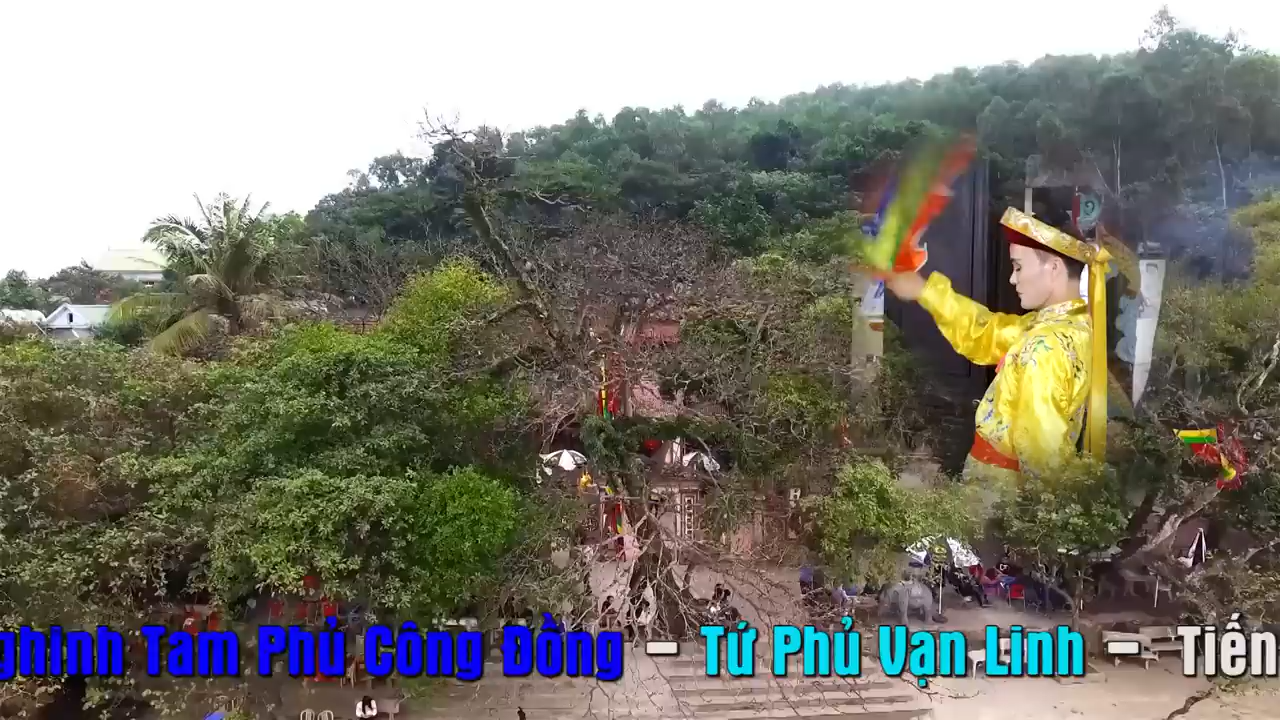 ghinh Tam Phủ Công Đồng - Tứ Phủ Vạn Linh - Tiến